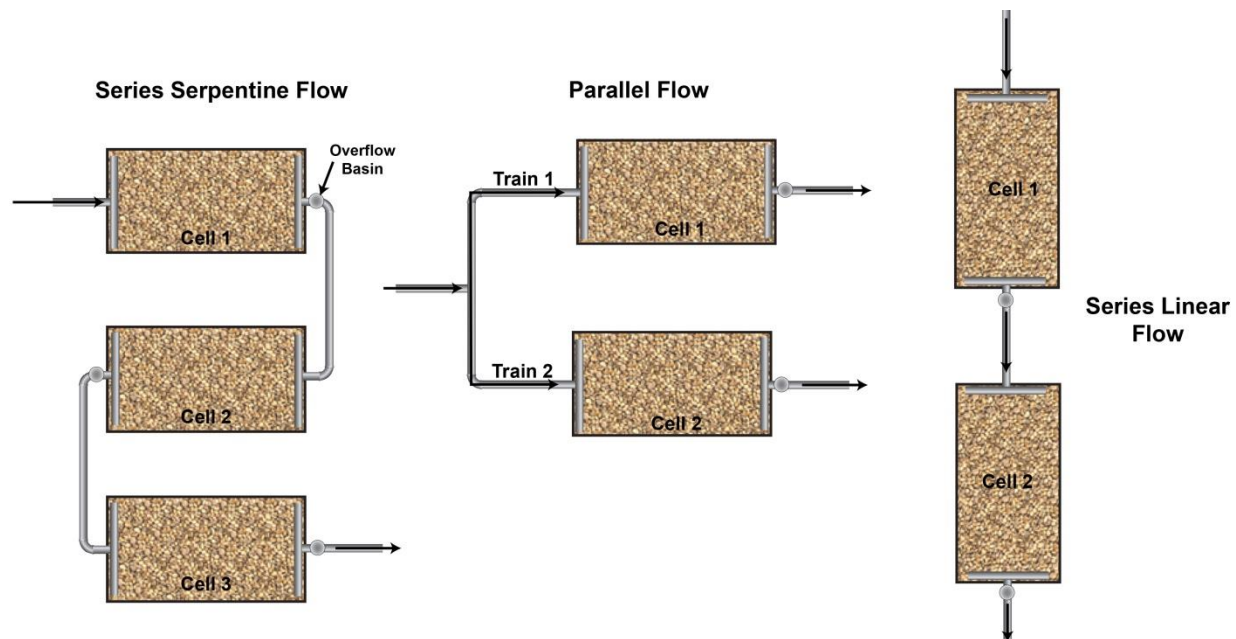 Series Serpentine Flow
Overflow
Basin
Cell 1
Cell 2
Cell 3
Parallel Flow
Train 1
Cell 1
Train 2
Cell 2
Cell 1
Series Linear
Flow
Cell 2